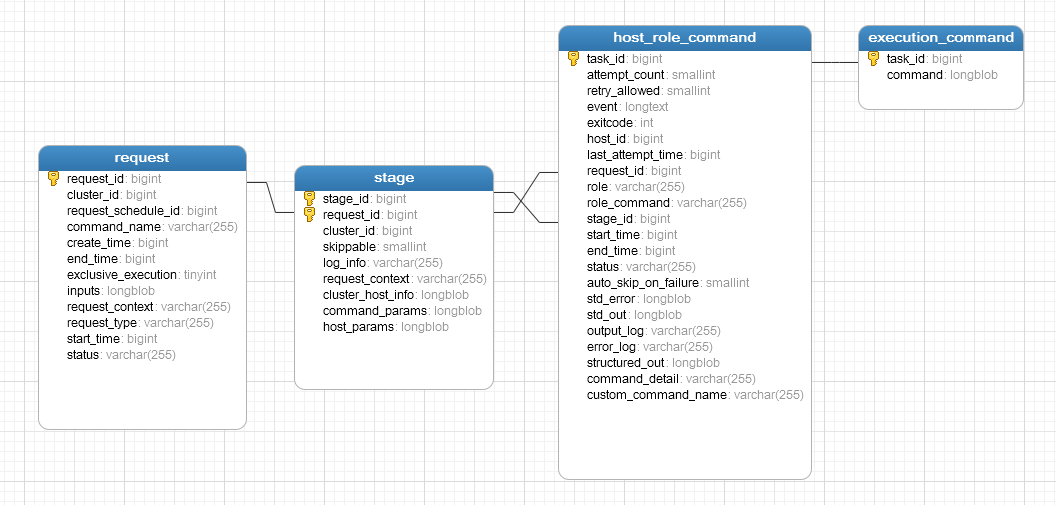 request
request_id: bigint
cluster_id: bigint
request_schedule_id: bigint
command_name: varchar(255)
create_time: bigint
end_time: bigint
exclusive_execution: tinyint
inputs: longblob
request_context: varchar(255)
request_type: varchar(255)
start_time: bigint
status: varchar(255)
stage
stage_id: bigint
request_id: bigint
cluster_id: bigint
skippable: smallint
log_info: varchar(255)
request_context: varchar(255)
cluster_host_info: longblob
command_params: longblob
host_params: longblob
host_role_command
task_id: bigint
attempt_count: smallint
retry_allowed: smallint
event: longtext
exitcode: int
host_id: bigint
last_attempt_time: bigint
request_id: bigint
role: varchar(255)
role_command: varchar(255)
stage_id: bigint
start_time: bigint
end_time: bigint
status: varchar(255)
auto_skip_on_failure: smallint
std_error: longblob
std_out: longblob
output_log: varchar(255)
error_log: varchar(255)
structured_out: longblob
command_detail: varchar(255)
custom_command_name: varchar(255)
execution_command
task_id: bigint
command: longblob